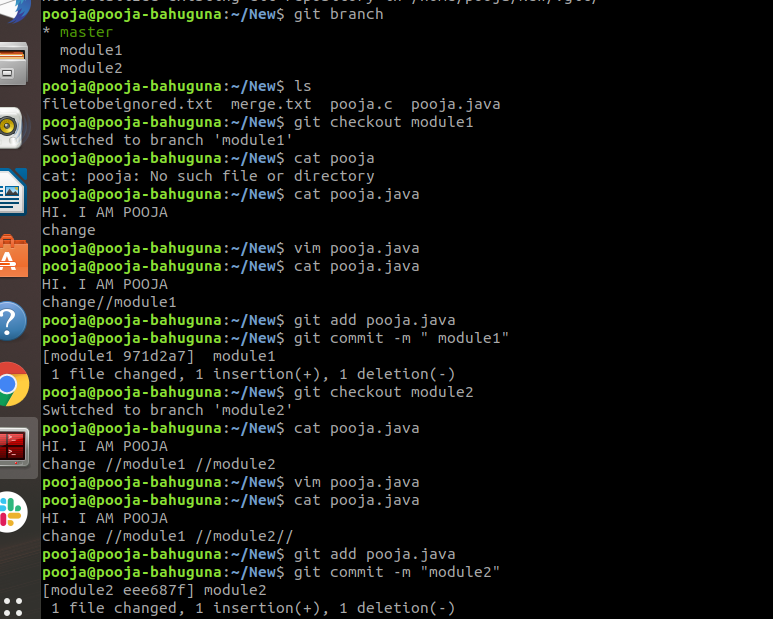 pooja@pooja-bahuguna:~/New$ git branch
* master
  module1
  module2
pooja@pooja-bahuguna:~/New$ ls
filetobeignored.txt  merge.txt  pooja.c  pooja.java
pooja@pooja-bahuguna:~/New$ git checkout module1
Switched to branch 'module1'
pooja@pooja-bahuguna:~/New$ cat pooja
cat: pooja: No such file or directory
pooja@pooja-bahuguna:~/New$ cat pooja.java
HI. I AM POOJA
change
pooja@pooja-bahuguna:~/New$ vim pooja.java
pooja@pooja-bahuguna:~/New$ cat pooja.java
HI. I AM POOJA
change//module1
pooja@pooja-bahuguna:~/New$ git add pooja.java
pooja@pooja-bahuguna:~/New$ git commit -m " module1"
[module1 971d2a7]  module1
 1 file changed, 1 insertion(+), 1 deletion(-)
pooja@pooja-bahuguna:~/New$ git checkout module2
Switched to branch 'module2'
pooja@pooja-bahuguna:~/New$ cat pooja.java
HI. I AM POOJA
change //module1 //module2
pooja@pooja-bahuguna:~/New$ vim pooja.java
pooja@pooja-bahuguna:~/New$ cat pooja.java
HI. I AM POOJA
change //module1 //module2//
pooja@pooja-bahuguna:~/New$ git add pooja.java
pooja@pooja-bahuguna:~/New$ git commit -m "module2"
[module2 eee687f] module2
 1 file changed, 1 insertion(+), 1 deletion(-)